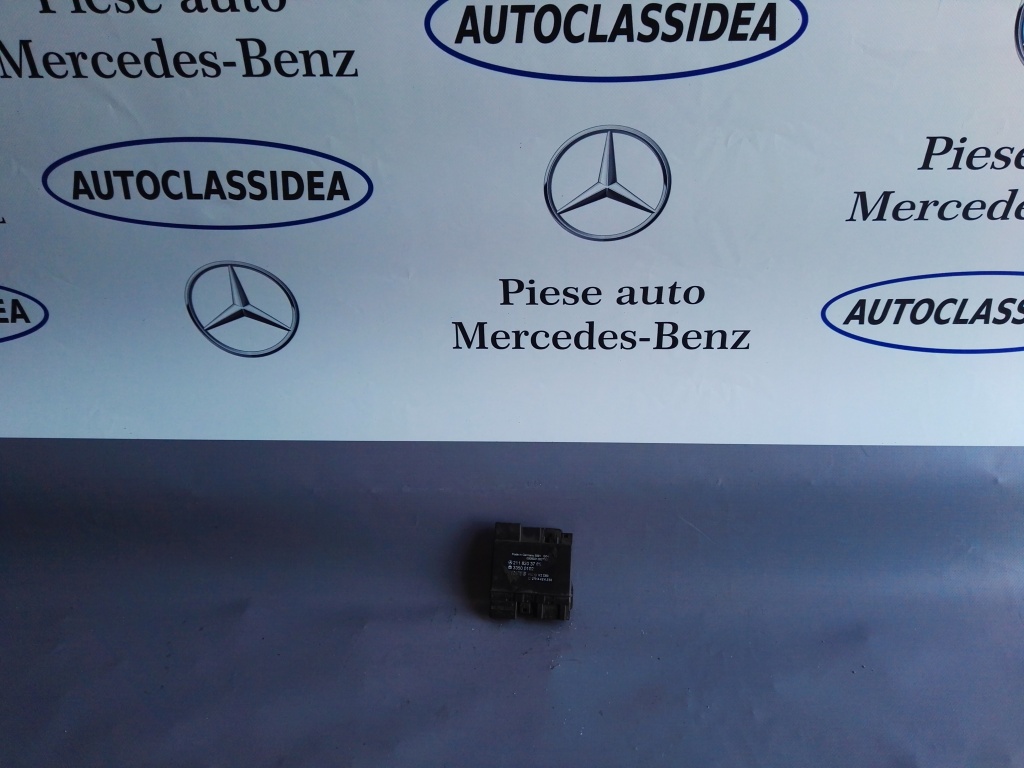 Piese auto
Mercedes-Benz
AUTOCLASSIDEA
AUTOCLASSIDEA
Piese
Mercede
EA
Piese auto
Mercedes-Benz
AUTOCLASS